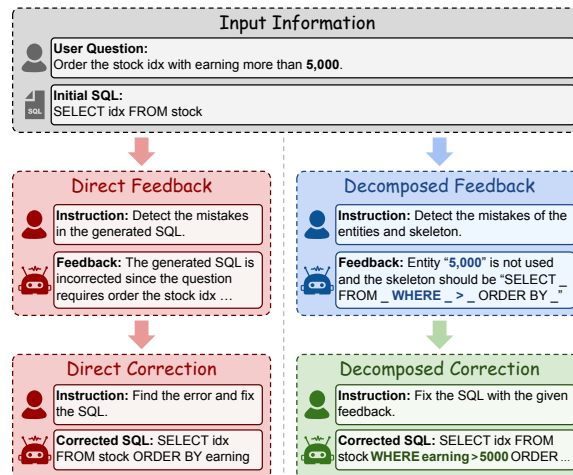 Input Information
User Question:
Order the stock idx with earning more than 5,000.
SQL
Initial SQL:
SELECT idx FROM stock
Direct Feedback
Instruction: Detect the mistakes
in the generated SQL.
Feedback: The generated SQL is
incorrect since the question
requires order the stock idx ...
Direct Correction
Instruction: Find the error and fix
the SQL.
Corrected SQL: SELECT idx
FROM stock ORDER BY earning
Decomposed Feedback
Instruction: Detect the mistakes of the
entities and skeleton.
Feedback: Entity “5,000” is not used
and the skeleton should be “SELECT _
FROM _ WHERE _ > _ ORDER BY _”
Decomposed Correction
Instruction: Fix the SQL with the given
feedback.
Corrected SQL: SELECT idx FROM
stock WHERE earning > 5000 ORDER ...